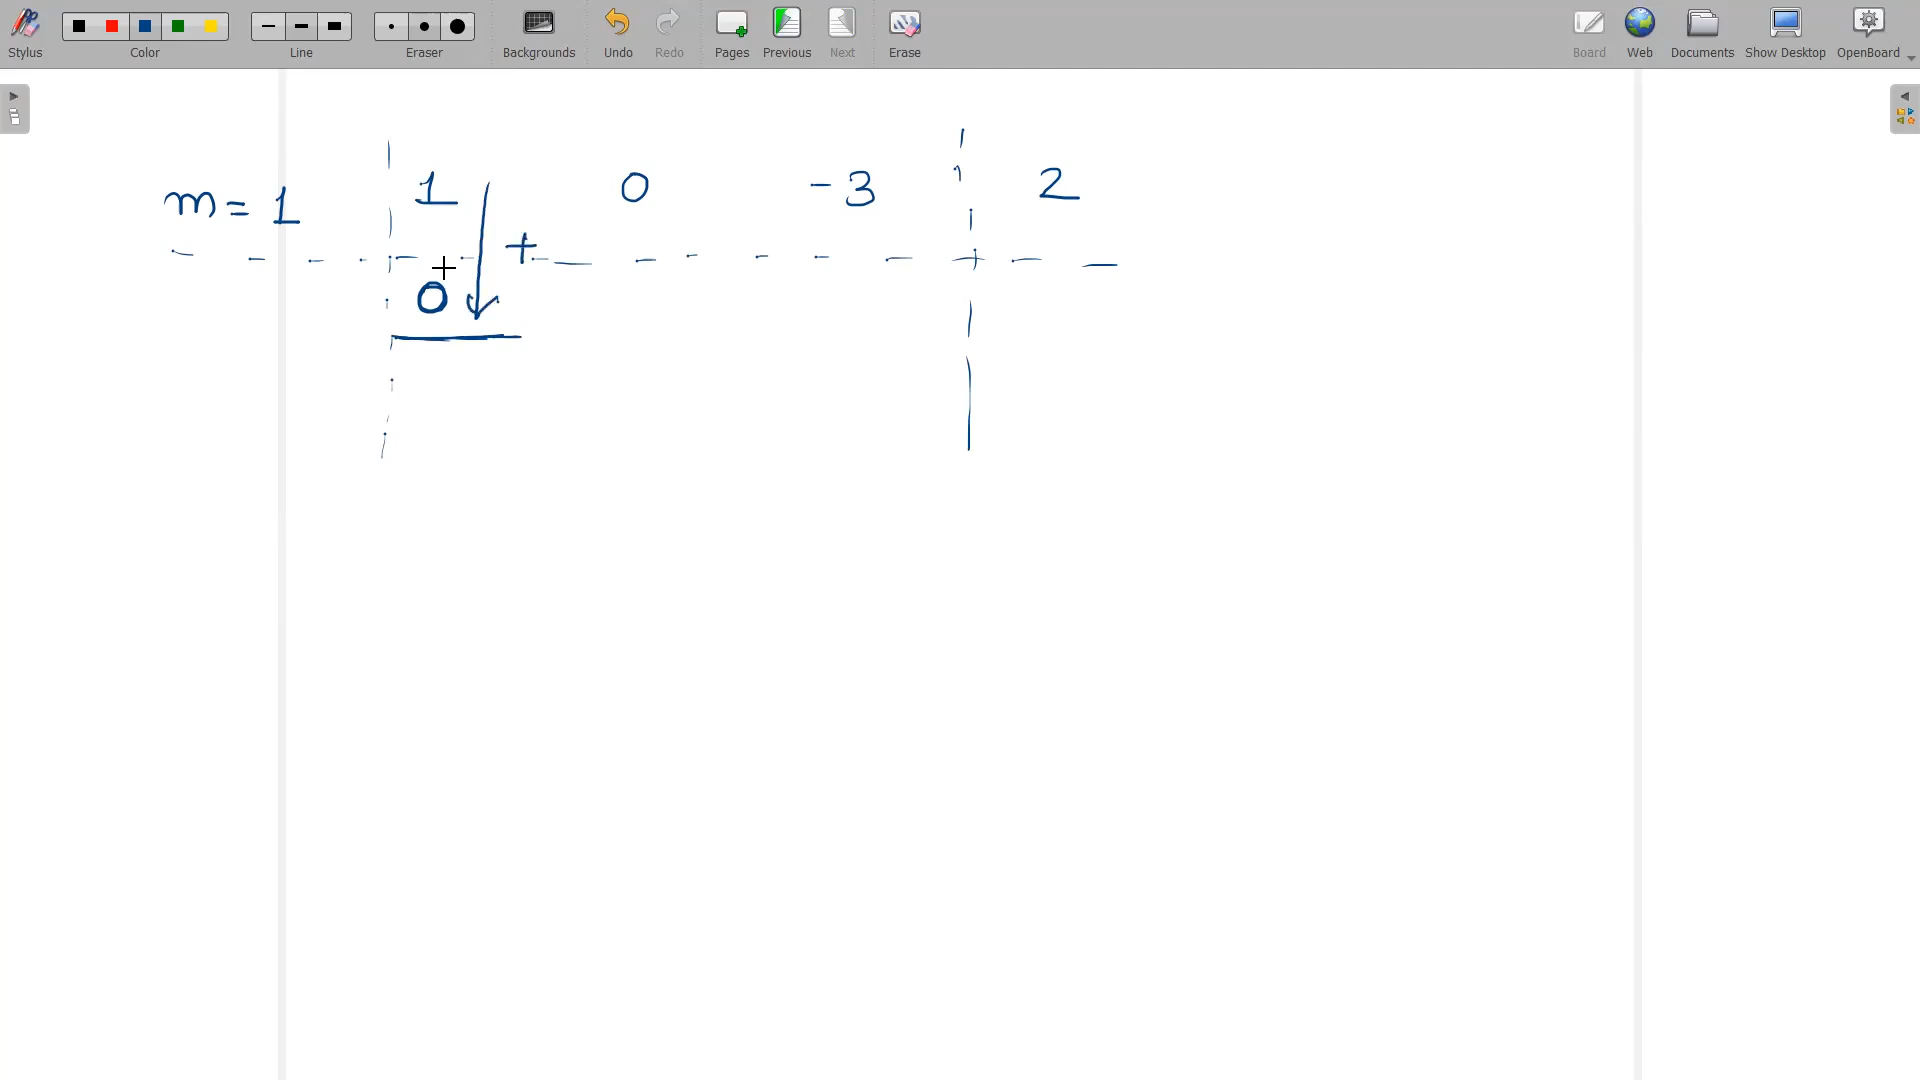 Stylus Color Line Eraser Backgrounds Undo Redo Pages Previous Next Erase Board Web Documents Show Desktop OpenBoard
m = 1 1 0 -3 2
+
0